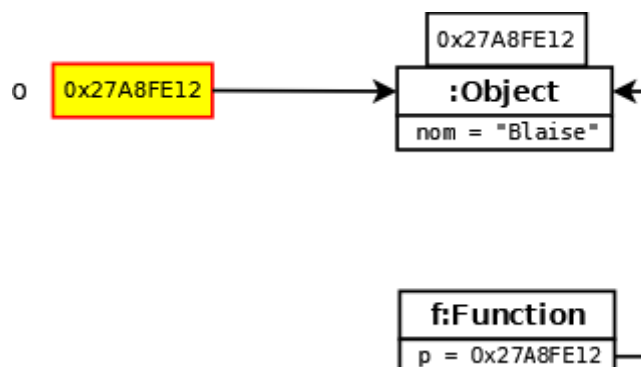 0x27A8FE12
o 0x27A8FE12
:Object
nom = "Blaise"
f:Function
p = 0x27A8FE12